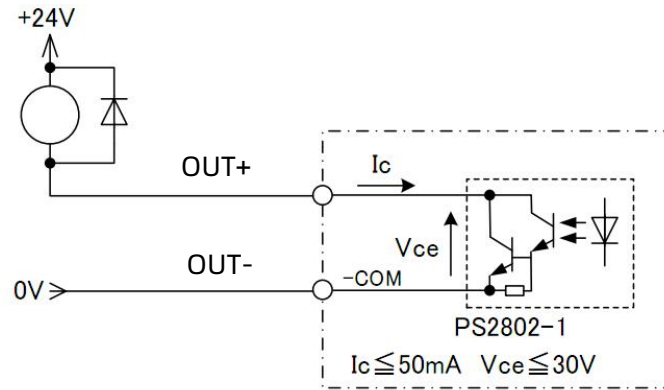 +24V
OUT+
Ic
Vce
OUT-
-COM
0V
PS2802-1
Ic≦50mA Vce≦30V